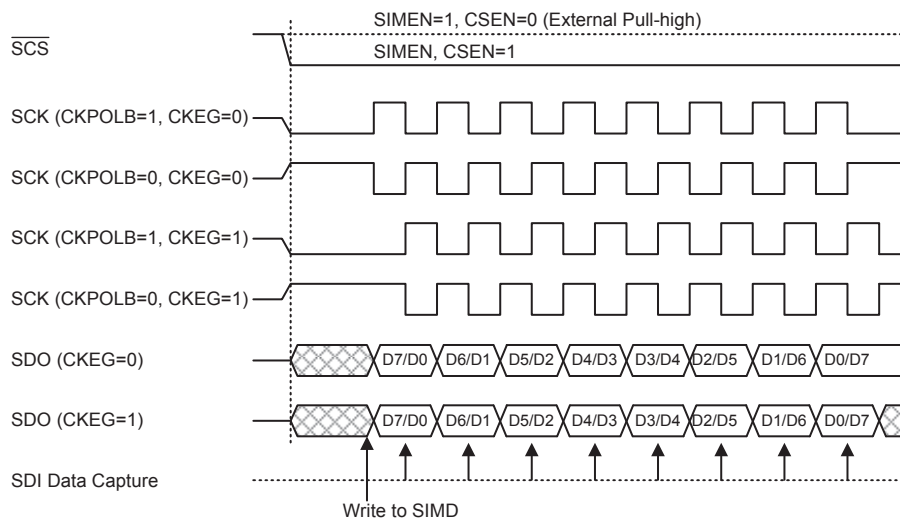 SIMEN=1, CSEN=0 (External Pull-high)
SCS
SIMEN, CSEN=1
SCK (CKPOLB=1, CKEG=0)
SCK (CKPOLB=0, CKEG=0)
SCK (CKPOLB=1, CKEG=1)
SCK (CKPOLB=0, CKEG=1)
SDO (CKEG=0) D7/D0 D6/D1 D5/D2 D4/D3 D3/D4 D2/D5 D1/D6 D0/D7
SDO (CKEG=1) D7/D0 D6/D1 D5/D2 D4/D3 D3/D4 D2/D5 D1/D6 D0/D7
SDI Data Capture
Write to SIMD